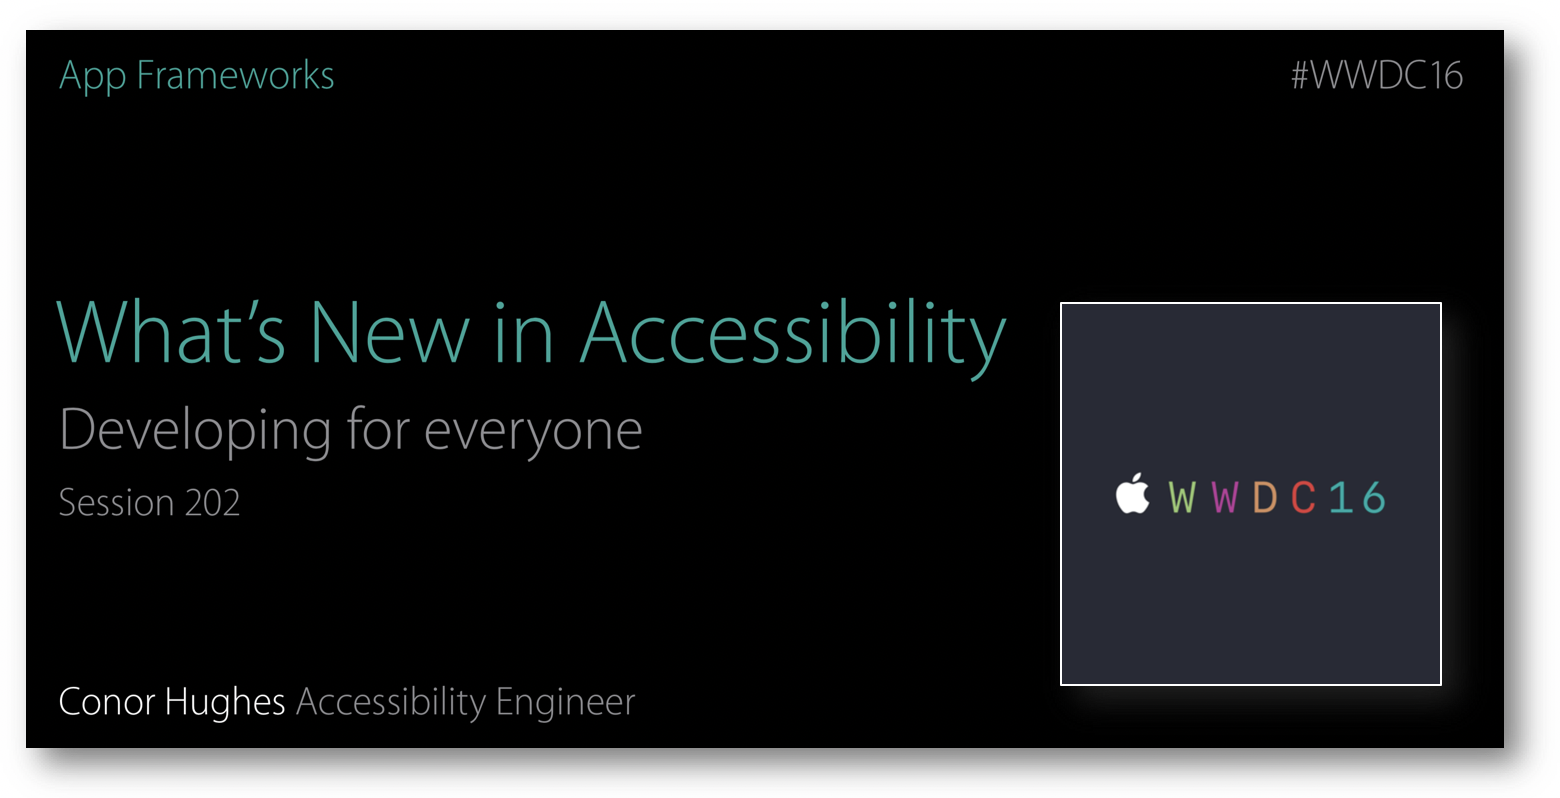 App Frameworks
#WWDC16
What’s New in Accessibility
Developing for everyone
Session 202
WWDC16
Conor Hughes Accessibility Engineer